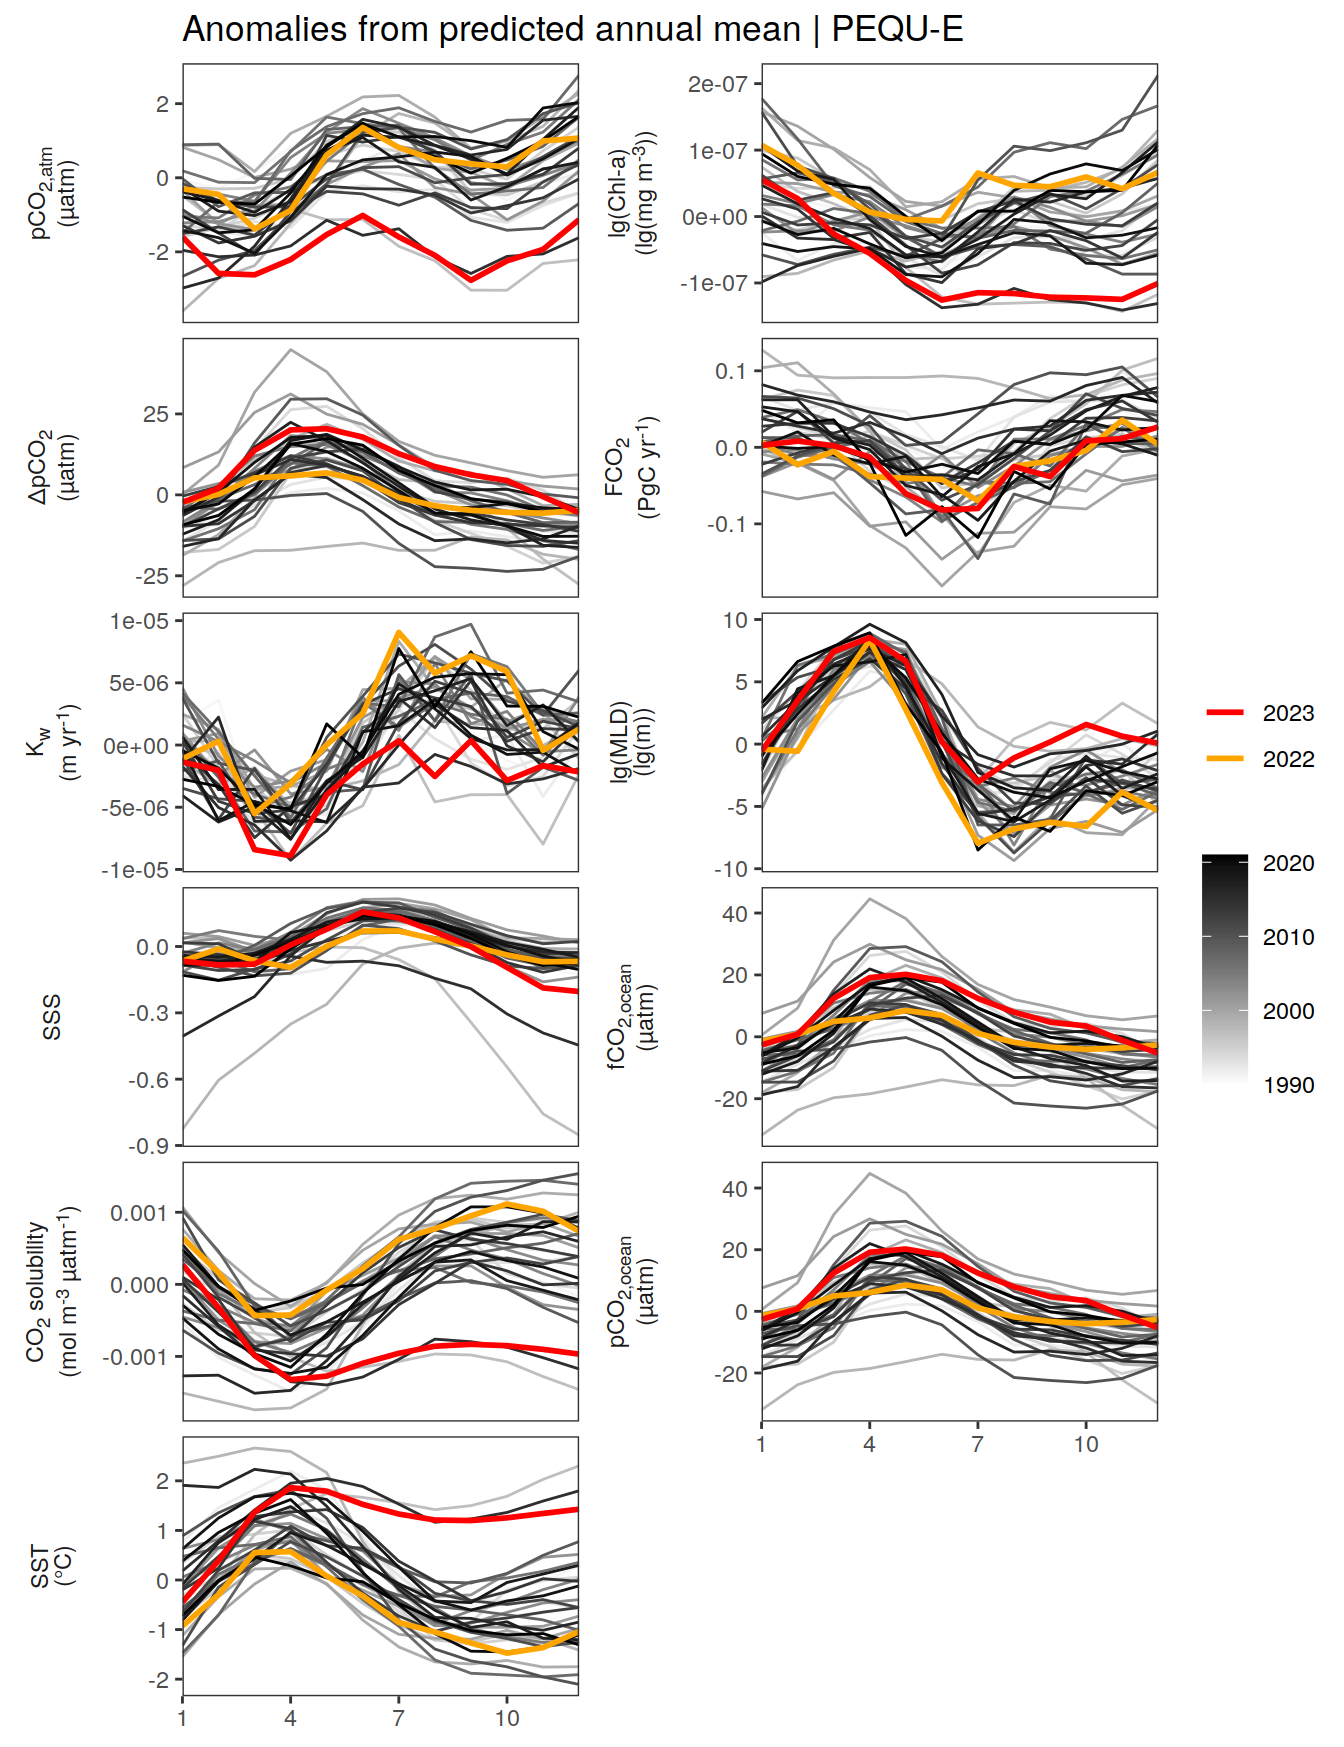 Anomalies from predicted annual mean | PEQU-E
pCO2,atm
(µatm)
2
0
-2
lg(Chl-a)
(lg(mg m-3))
2e-07
1e-07
0e+00
-1e-07
ΔpCO2
(µatm)
25
0
-25
FCO2
(PgC yr-1)
0.1
0.0
-0.1
Kw
(m yr-1)
1e-05
5e-06
0e+00
-5e-06
-1e-05
lg(MLD)
(lg(m))
10
5
0
-5
-10
SSS
0.0
-0.3
-0.6
-0.9
fCO2,ocean
(µatm)
40
20
0
-20
CO2 solubility
(mol m-3 µatm-1)
0.001
0.000
-0.001
pCO2,ocean
(µatm)
40
20
0
-20
1 4 7 10
SST
(°C)
2
1
0
-1
-2
1 4 7 10
2023
2022
2020
2010
2000
1990